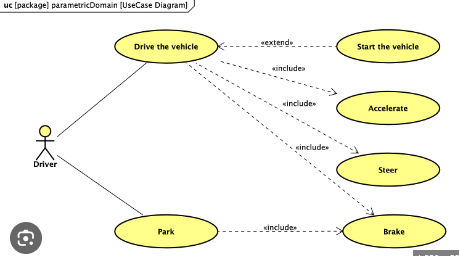 uc [package] parametricDomain [UseCase Diagram]
Drive the vehicle
«extend»
Start the vehicle
«include»
Accelerate
«include»
Driver
«include»
Steer
Park
«include»
Brake